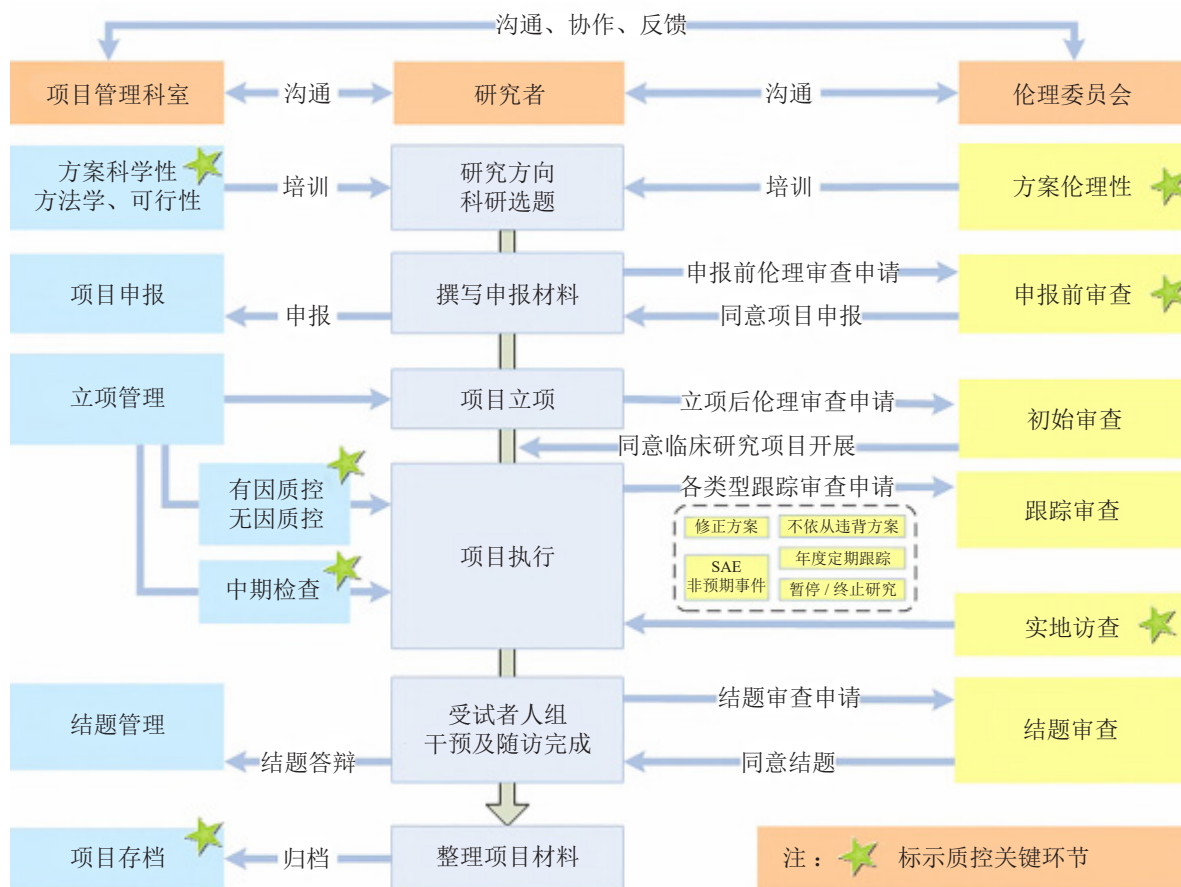 沟通、协作、反馈
项目管理科室
沟通
研究者
沟通
伦理委员会
方案科学性
方法学、可行性
培训
研究方向
科研选题
培训
方案伦理性
项目申报
申报
撰写申报材料
申报前伦理审查申请
同意项目申报
申报前审查
立项管理
项目立项
立项后伦理审查申请
同意临床研究项目开展
初始审查
有因质控
无因质控
中期检查
项目执行
各类型跟踪审查申请
修正方案
不依从违背方案
SAE
非预期事件
年度定期跟踪
暂停 / 终止研究
跟踪审查
实地访查
结题管理
结题答辩
受试者人组
干预及随访完成
结题审查申请
同意结题
结题审查
项目存档
归档
整理项目材料
注： 标示质控关键环节